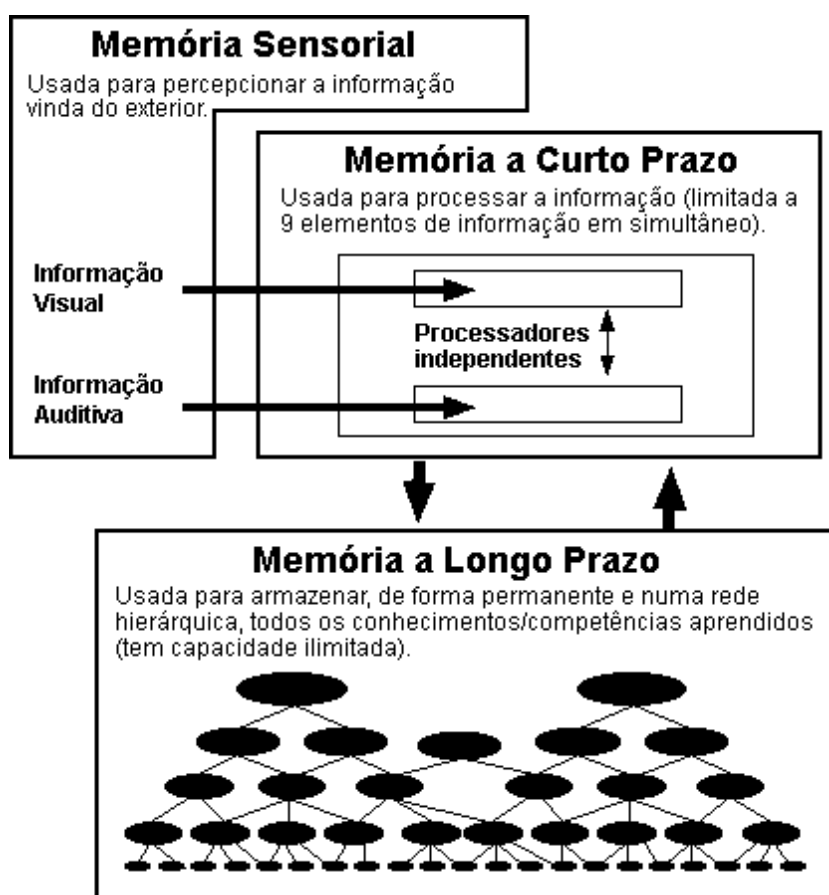 Memória Sensorial
Usada para percepcionar a informação
vinda do exterior.
Memória a Curto Prazo
Usada para processar a informação (limitada a
9 elementos de informação em simultâneo).
Informação
Visual
Processadores
independentes
Informação
Auditiva
Memória a Longo Prazo
Usada para armazenar, de forma permanente e numa rede
hierárquica, todos os conhecimentos/competências aprendidos
(tem capacidade ilimitada).